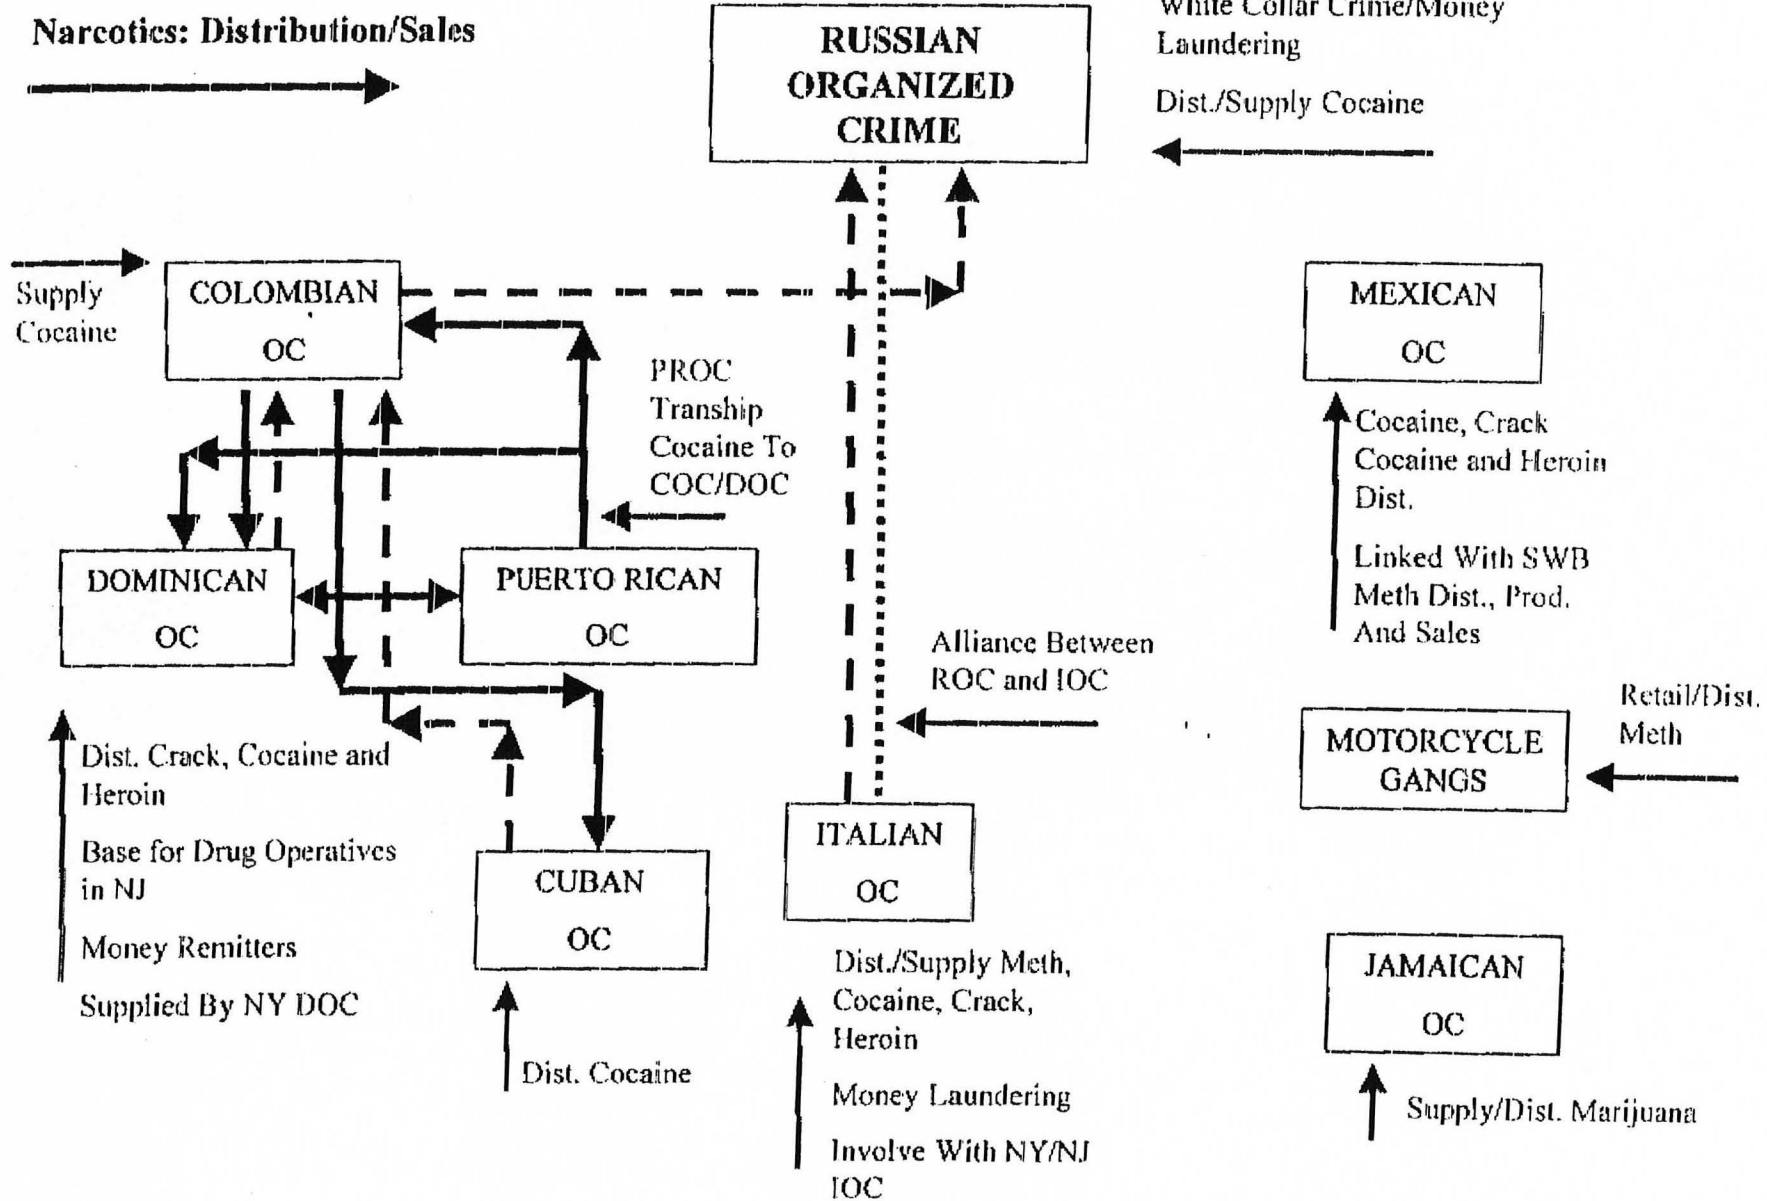 Narcotics: Distribution/Sales
RUSSIAN
ORGANIZED
CRIME
White Collar Crime/Money
Laundering
Dist./Supply Cocaine
Supply
Cocaine
COLOMBIAN
OC
PROC
Tranship
Cocaine To
COC/DOC
MEXICAN
OC
Cocaine, Crack
Cocaine and Heroin
Dist.
Linked With SWB
Meth Dist., Prod.
And Sales
DOMINICAN
OC
PUERTO RICAN
OC
Alliance Between
ROC and IOC
Retail/Dist.
Meth
MOTORCYCLE
GANGS
Dist. Crack, Cocaine and
Heroin
Base for Drug Operatives
in NJ
Money Remitters
Supplied By NY DOC
CUBAN
OC
Dist. Cocaine
ITALIAN
OC
Dist./Supply Meth,
Cocaine, Crack,
Heroin
Money Laundering
Involve With NY/NJ
IOC
JAMAICAN
OC
Supply/Dist. Marijuana